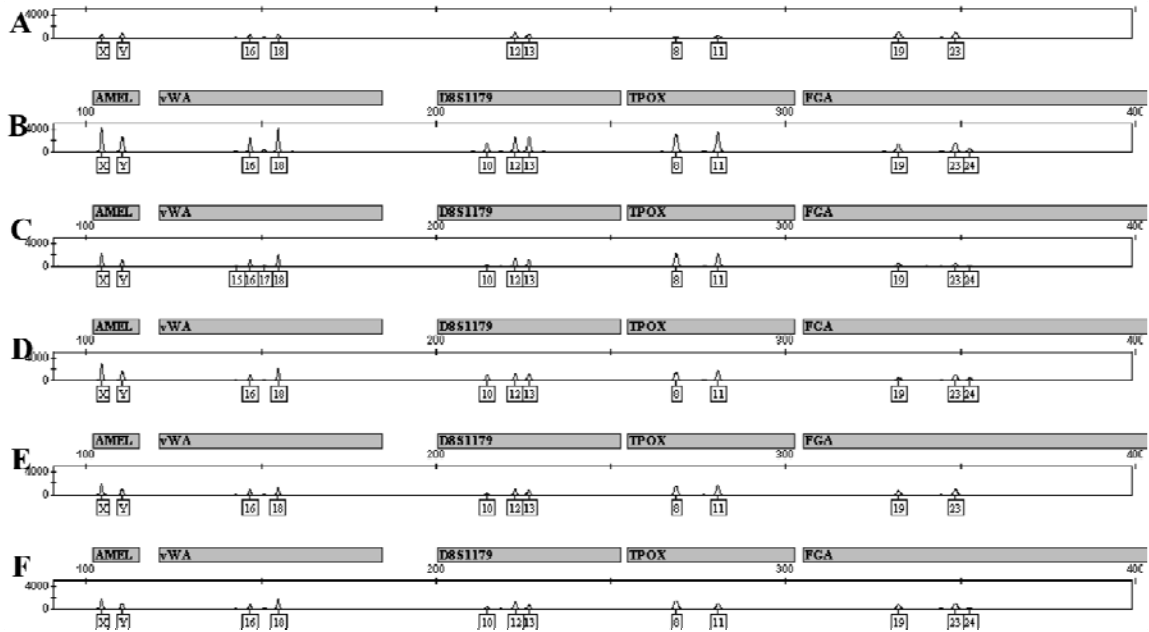 A
4000
0
X Y 16 18 12 13 8 11 19 23
AMEL vWA D8S1179 TPOX FGA
100 200 300 400
B
4000
0
X Y 16 18 10 12 13 8 11 19 23 24
AMEL vWA D8S1179 TPOX FGA
100 200 300 400
C
4000
0
X Y 15 16 17 18 10 12 13 8 11 19 23 24
AMEL vWA D8S1179 TPOX FGA
100 200 300 400
D
4000
0
X Y 16 18 10 12 13 8 11 19 23 24
AMEL vWA D8S1179 TPOX FGA
100 200 300 400
E
4000
0
X Y 16 18 10 12 13 8 11 19 23
AMEL vWA D8S1179 TPOX FGA
100 200 300 400
F
4000
0
X Y 16 18 10 12 13 8 11 19 23 24